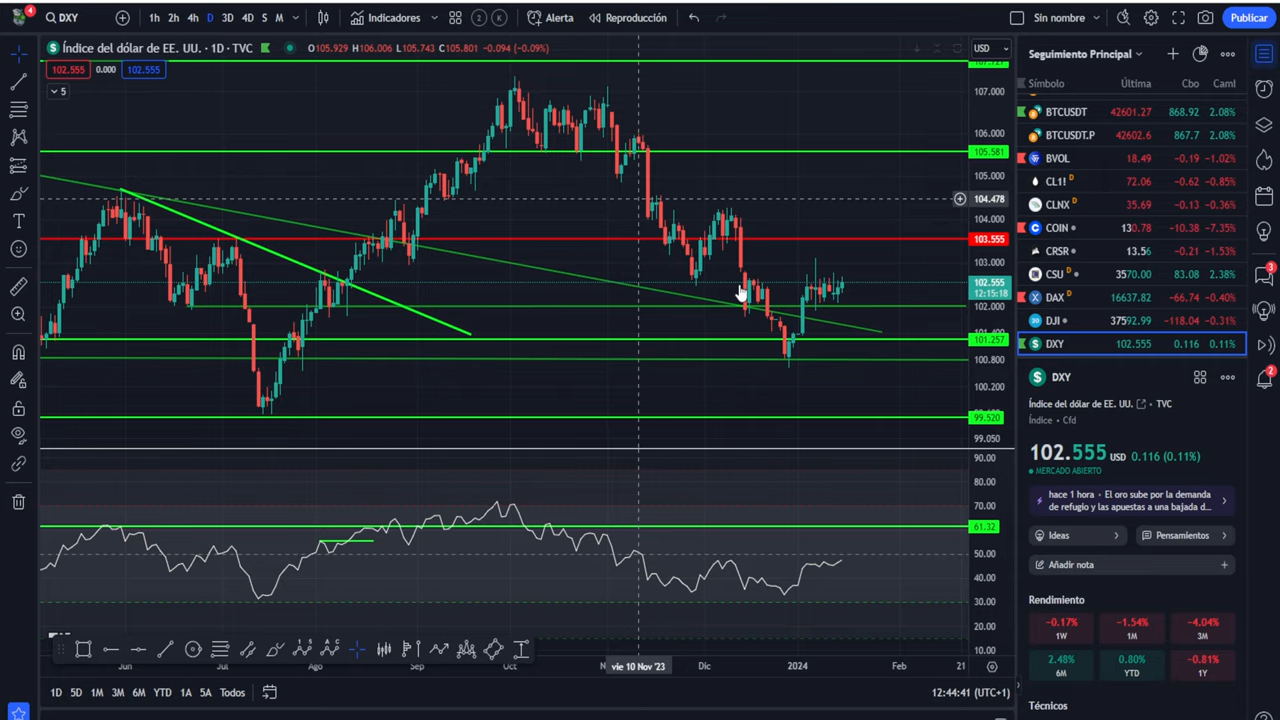 DXY 1h 2h 4h D 3D 4D S M Indicadores 2 K Alerta Reproducción Sin nombre Publicar
4
Índice del dólar de EE. UU. · 1D · TVC O105.929 H106.006 L105.743 C105.801 -0.094 (-0.09%) USD
102.555 0.000 102.555
5
107.000
106.000
105.581
105.000
104.478
104.000
103.555
103.000
102.555
12:15:18
102.000
101.257
100.800
100.200
99.520
99.050
90.00
80.00
70.00
61.32
50.00
40.00
30.00
20.00
10.00
Jun Jul Ago Sep Oct vie 10 Nov '23 Dic 2024 Feb 21
1D 5D 1M 3M 6M YTD 1A 5A Todos 12:44:41 (UTC+1)
Seguimiento Principal
Símbolo Última Cbo Caml
BTCUSDT 42601.27 868.92 2.08%
BTCUSDT.P 42602.6 867.7 2.08%
BVOL 18.49 -0.19 -1.02%
CL1! D 72.06 -0.62 -0.85%
CLNX D 35.69 -0.13 -0.36%
COIN 130.78 -10.38 -7.35%
CRSR 13.56 -0.21 -1.53%
CSU D 3570.00 83.08 2.38%
DAX D 16637.82 -66.74 -0.40%
DJI 37592.99 -118.04 -0.31%
DXY 102.555 0.116 0.11%
DXY
Índice del dólar de EE. UU. · TVC
Índice · Cfd
102.555 USD 0.116 (0.11%)
MERCADO ABIERTO
hace 1 hora · El oro sube por la demanda
de refugio y las apuestas a una bajada d...
Ideas Pensamientos
Añadir nota
Rendimiento
-0.17% -1.54% -4.04%
1W 1M 3M
2.48% 0.80% -0.81%
6M YTD 1Y
Técnicos
3
2